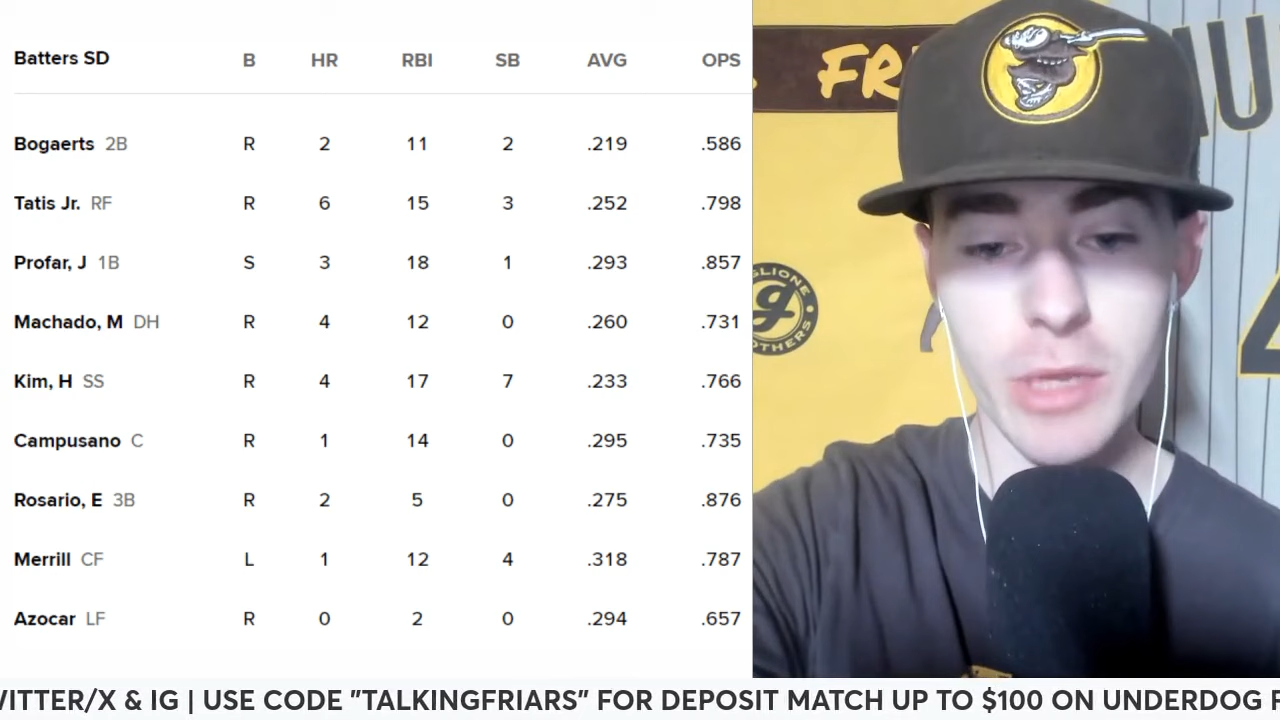 Batters SD B HR RBI SB AVG OPS
Bogaerts 2B R 2 11 2 .219 .586
Tatis Jr. RF R 6 15 3 .252 .798
Profar, J 1B S 3 18 1 .293 .857
Machado, M DH R 4 12 0 .260 .731
Kim, H SS R 4 17 7 .233 .766
Campusano C R 1 14 0 .295 .735
Rosario, E 3B R 2 5 0 .275 .876
Merrill CF L 1 12 4 .318 .787
Azocar LF R 0 2 0 .294 .657
FR
GLIONE
g
OTHERS
ITTER/X & IG | USE CODE "TALKINGFRIARS" FOR DEPOSIT MATCH UP TO $100 ON UNDERDOG F